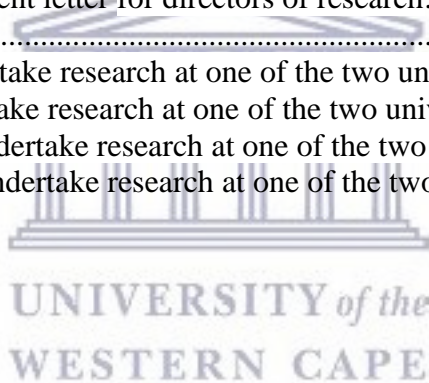 ent letter for directors of research.
................................................................
take research at one of the two un
ake research at one of the two univ
dertake research at one of the two
ndertake research at one of the two
UNIVERSITY of the
WESTERN CAPE